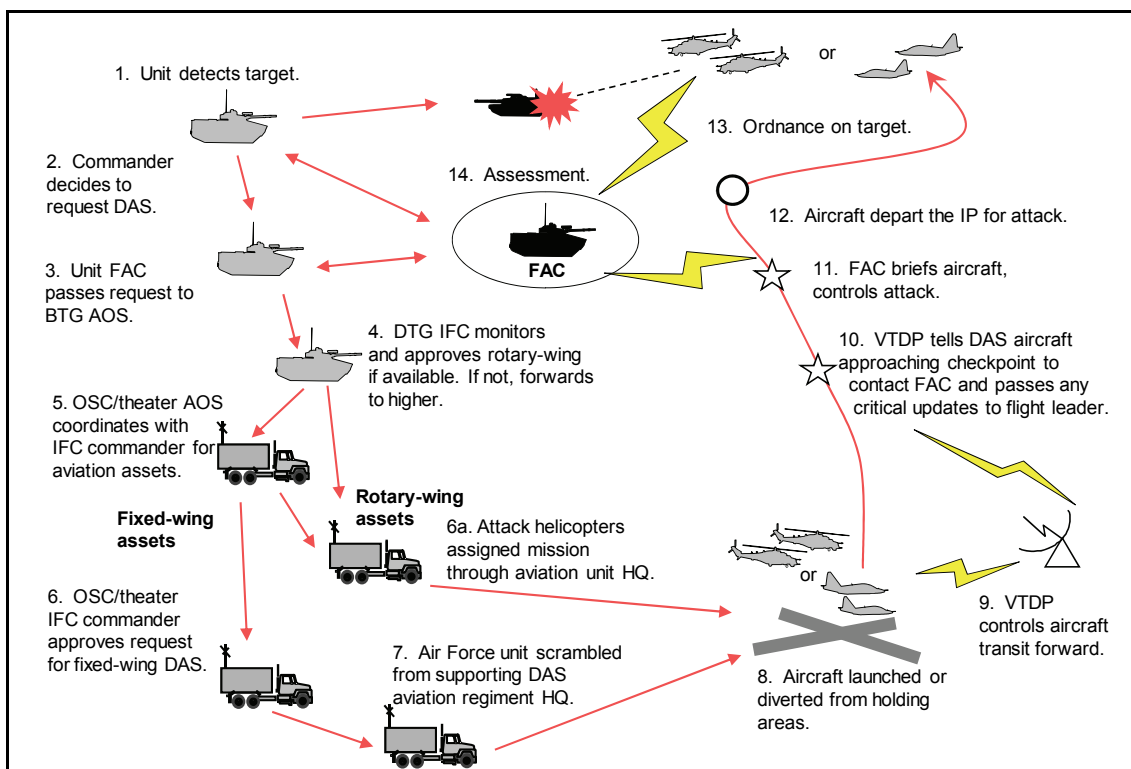 1. Unit detects target.
or
13. Ordnance on target.
2. Commander
decides to
request DAS.
14. Assessment.
FAC
12. Aircraft depart the IP for attack.
3. Unit FAC
passes request to
BTG AOS.
11. FAC briefs aircraft,
controls attack.
4. DTG IFC monitors
and approves rotary-wing
if available. If not, forwards
to higher.
10. VTDP tells DAS aircraft
approaching checkpoint to
contact FAC and passes any
critical updates to flight leader.
5. OSC/theater AOS
coordinates with
IFC commander for
aviation assets.
Fixed-wing
assets
Rotary-wing
assets
6a. Attack helicopters
assigned mission
through aviation unit HQ.
or
9. VTDP
controls aircraft
transit forward.
6. OSC/theater
IFC commander
approves request
for fixed-wing DAS.
7. Air Force unit scrambled
from supporting DAS
aviation regiment HQ.
8. Aircraft launched or
diverted from holding
areas.